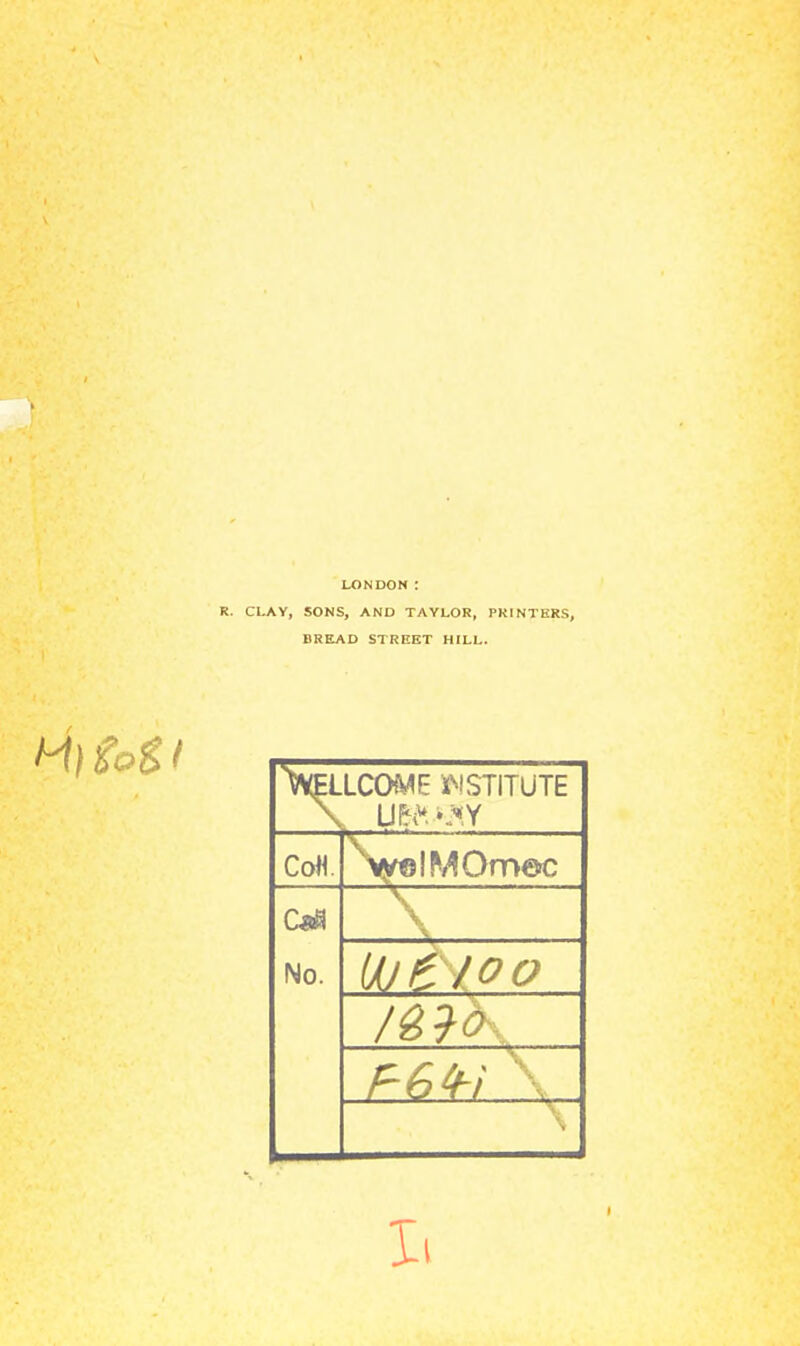 LONDON :
R. CLAY, SONS, AND TAYLOR, PRINTERS,
BREAD STREET HILL.
WELLCOME INSTITUTE
LIBRARY
Coll. welMOmec
Call
No. WE100
1870
F64i